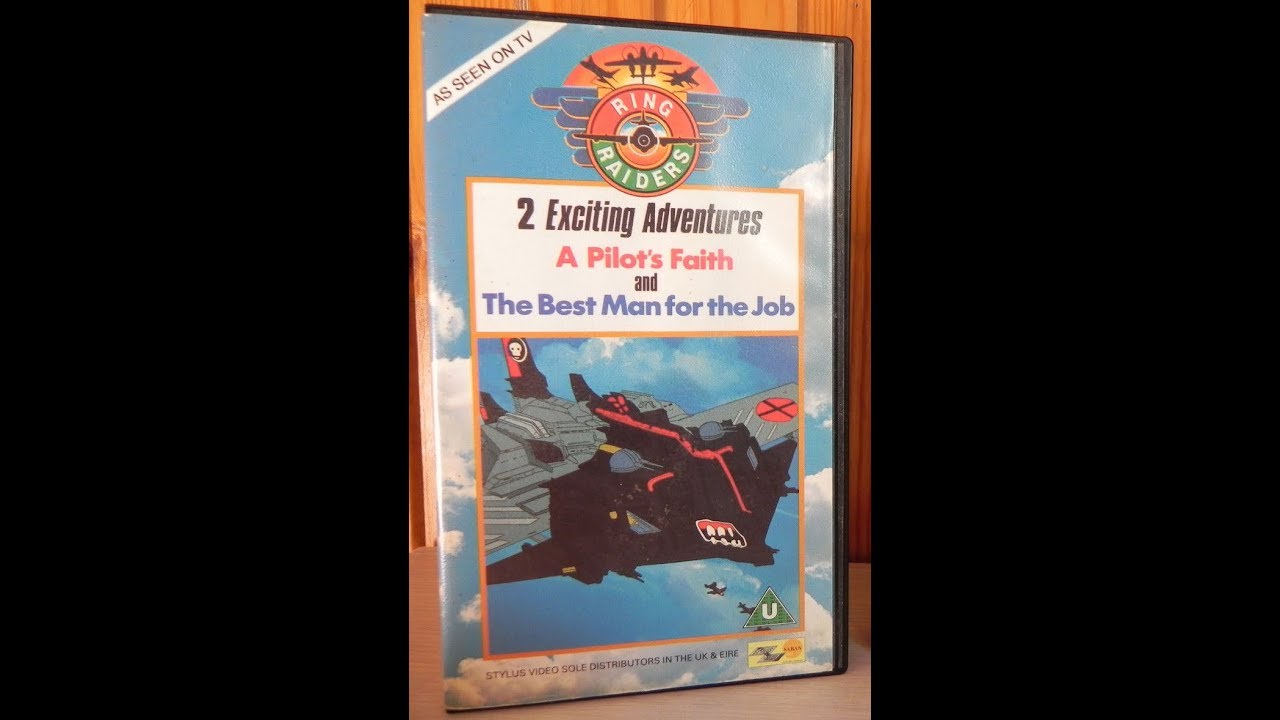 AS SEEN ON TV
RING
RAIDERS
2 Exciting Adventures
A Pilot's Faith
and
The Best Man for the Job
U
STYLUS VIDEO SOLE DISTRIBUTORS IN THE UK & EIRE
SABAN